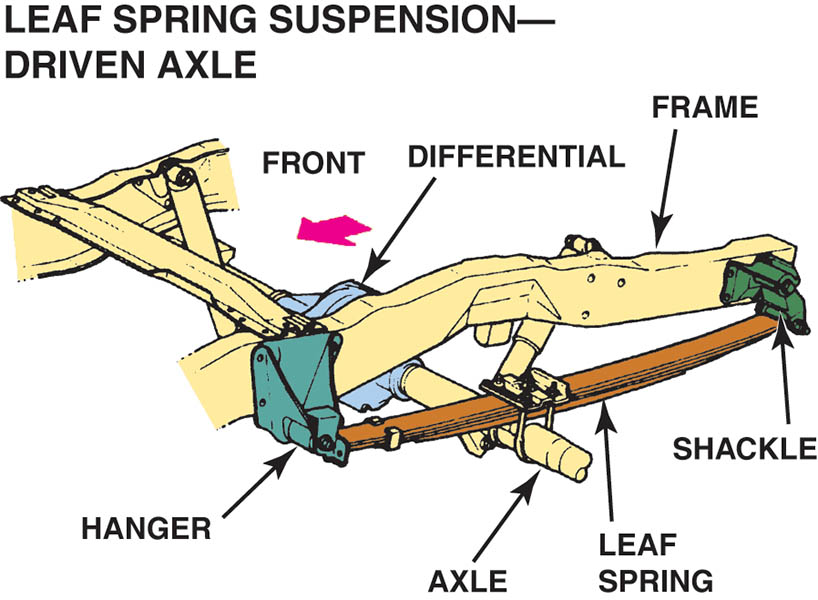 LEAF SPRING SUSPENSION—
DRIVEN AXLE
FRAME
FRONT
DIFFERENTIAL
SHACKLE
HANGER
LEAF
SPRING
AXLE